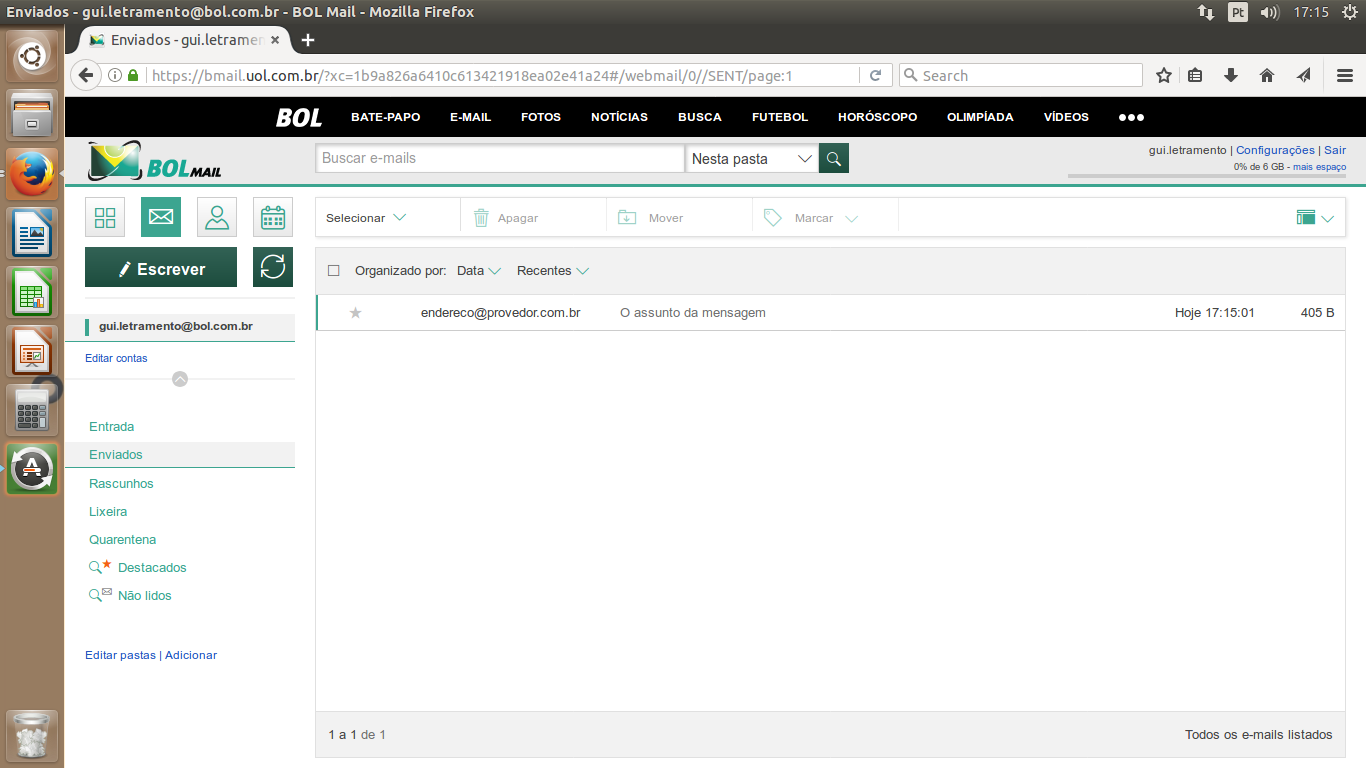 Enviados - gui.letramento@bol.com.br - BOL Mail - Mozilla Firefox
Pt
17:15
Enviados - gui.letramen
https://bmail.uol.com.br/?xc=1b9a826a6410c613421918ea02e41a24#/webmail/0//SENT/page:1
Search
BOL BATE-PAPO E-MAIL FOTOS NOTÍCIAS BUSCA FUTEBOL HORÓSCOPO OLIMPÍADA VÍDEOS
BOL MAIL
Buscar e-mails
Nesta pasta
gui.letramento | Configurações | Sair
0% de 6 GB - mais espaço
Selecionar Apagar Mover Marcar
Escrever
Organizado por: Data Recentes
endereco@provedor.com.br O assunto da mensagem Hoje 17:15:01 405 B
gui.letramento@bol.com.br
Editar contas
Entrada
Enviados
Rascunhos
Lixeira
Quarentena
Destacados
Não lidos
Editar pastas | Adicionar
1 a 1 de 1
Todos os e-mails listados